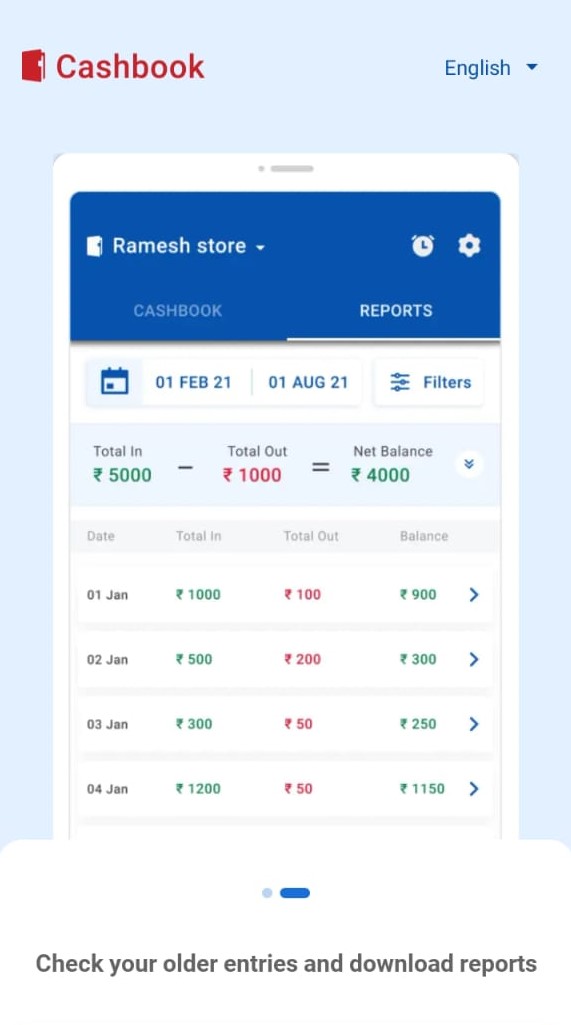 Cashbook
English
Ramesh store
CASHBOOK REPORTS
01 FEB 21 01 AUG 21 Filters
Total In Total Out Net Balance
₹ 5000 − ₹ 1000 = ₹ 4000
Date Total In Total Out Balance
01 Jan ₹ 1000 ₹ 100 ₹ 900
02 Jan ₹ 500 ₹ 200 ₹ 300
03 Jan ₹ 300 ₹ 50 ₹ 250
04 Jan ₹ 1200 ₹ 50 ₹ 1150
Check your older entries and download reports